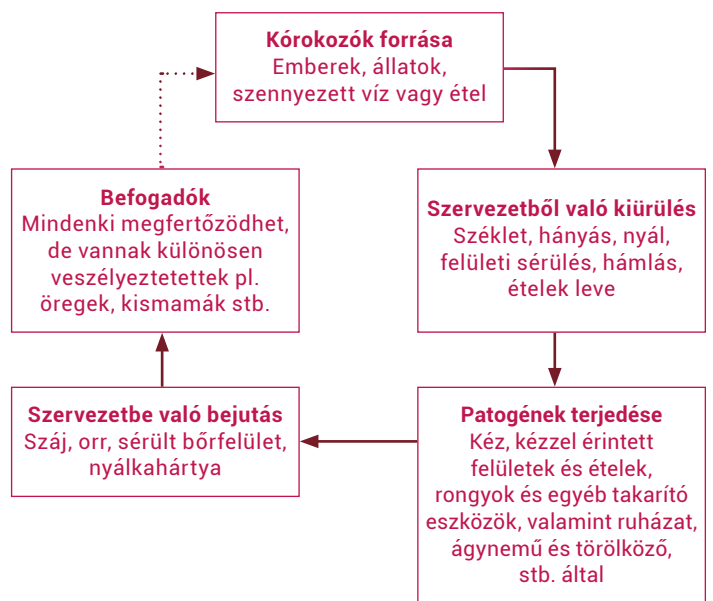 Kórokozók forrása
Emberek, állatok,
szennyezett víz vagy étel
Szervezetből való kiürülés
Széklet, hányás, nyál,
felületi sérülés, hámlás,
ételek leve
Patogének terjedése
Kéz, kézzel érintett
felületek és ételek,
rongyok és egyéb takarító
eszközök, valamint ruházat,
ágynemű és törölköző,
stb. által
Szervezetbe való bejutás
Száj, orr, sérült bőrfelület,
nyálkahártya
Befogadók
Mindenki megfertőzödhet,
de vannak különösen
veszélyeztetettek pl.
öregek, kismamák stb.